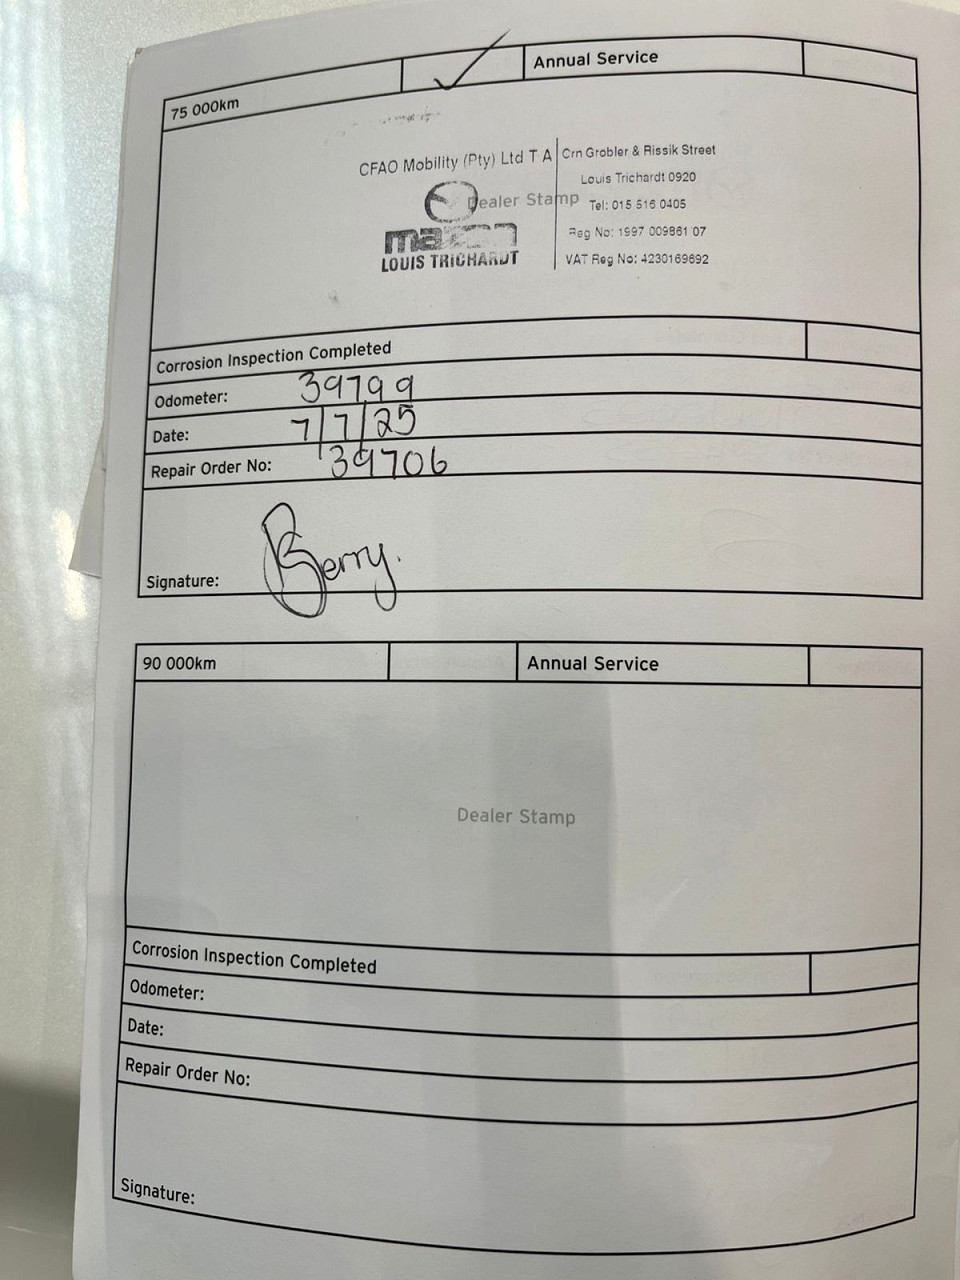 75 000km
Annual Service
CFAO Mobility (Pty) Ltd T A
Crn Grobler & Rissik Street
Louis Trichardt 0920
Dealer Stamp
Tel: 015 516 0405
mazda
Reg No: 1997 009861 07
LOUIS TRICHARDT
VAT Reg No: 4230169692
Corrosion Inspection Completed
Odometer: 39799
Date: 7/7/25
Repair Order No: 39706
Signature: Berry.
90 000km
Annual Service
Dealer Stamp
Corrosion Inspection Completed
Odometer:
Date:
Repair Order No:
Signature: